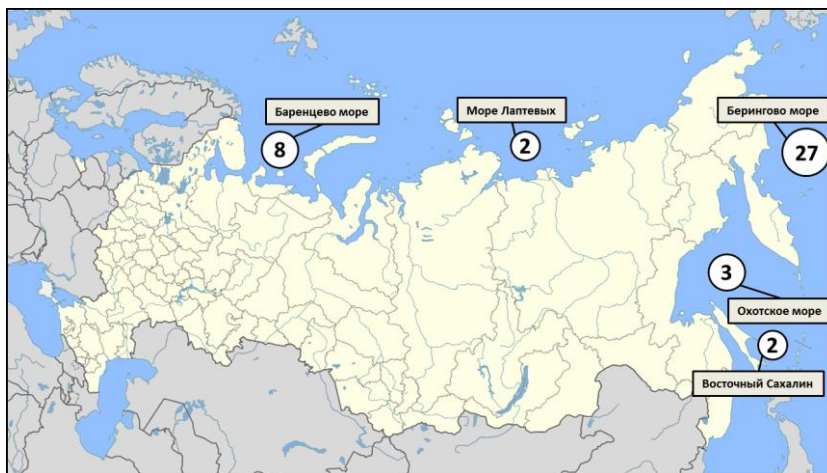 Баренцево море
8
Море Лаптевых
2
Берингово море
27
3
Охотское море
2
Восточный Сахалин